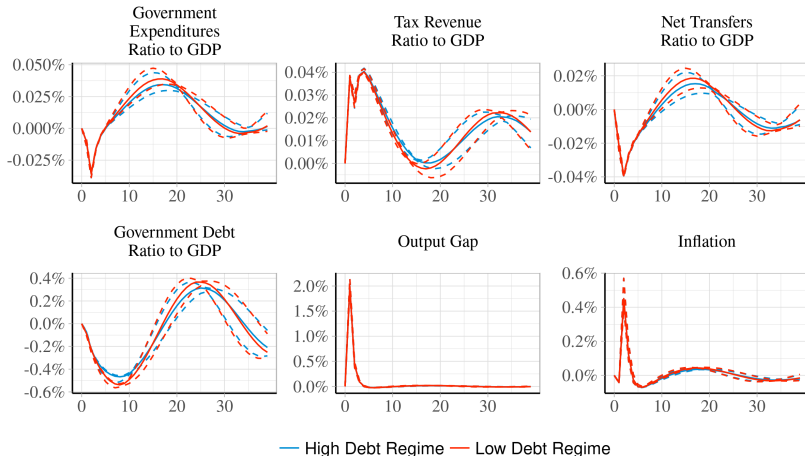 Government
Expenditures
Ratio to GDP
0.050%
0.025%
0.000%
-0.025%
0 10 20 30
Tax Revenue
Ratio to GDP
0.04%
0.03%
0.02%
0.01%
0.00%
0 10 20 30
Net Transfers
Ratio to GDP
0.02%
0.00%
-0.02%
-0.04%
0 10 20 30
Government Debt
Ratio to GDP
0.4%
0.2%
0.0%
-0.2%
-0.4%
-0.6%
0 10 20 30
Output Gap
2.0%
1.5%
1.0%
0.5%
0.0%
0 10 20 30
Inflation
0.6%
0.4%
0.2%
0.0%
0 10 20 30
High Debt Regime Low Debt Regime